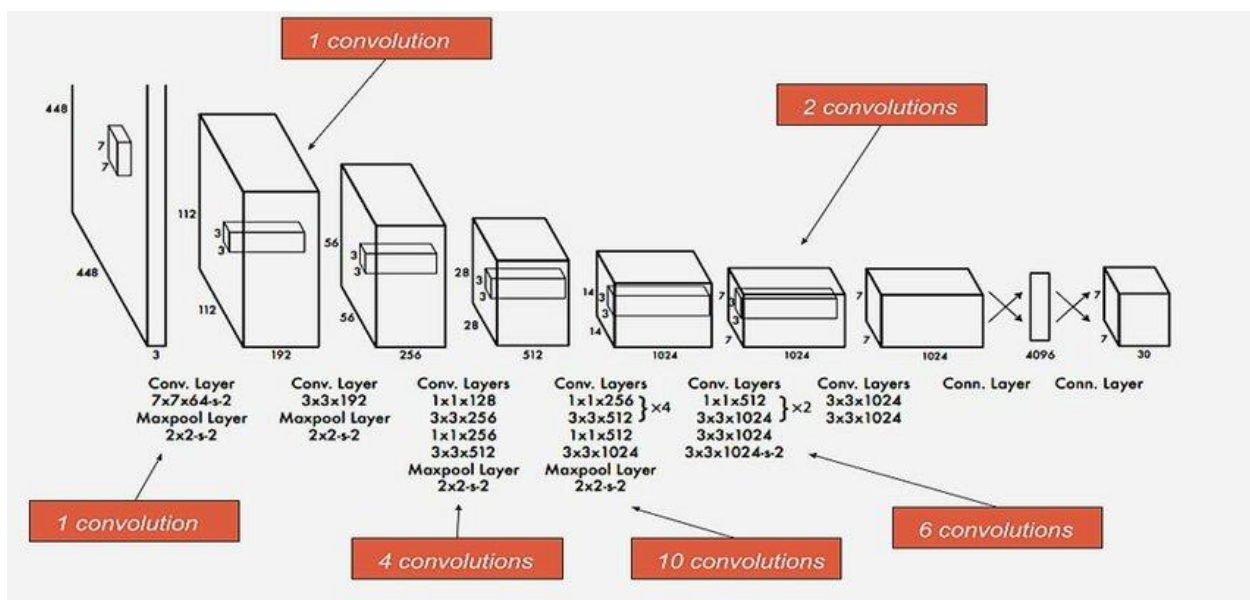 1 convolution
2 convolutions
448
448
7
7
3
112
112
3
3
192
56
56
3
3
256
28
28
3
3
512
14
14
3
3
1024
7
7
3
3
1024
7
7
1024
4096
7
7
30
Conv. Layer
7x7x64-s-2
Maxpool Layer
2x2-s-2
Conv. Layer
3x3x192
Maxpool Layer
2x2-s-2
Conv. Layers
1x1x128
3x3x256
1x1x256
3x3x512
Maxpool Layer
2x2-s-2
Conv. Layers
1x1x256
3x3x512
}×4
1x1x512
3x3x1024
Maxpool Layer
2x2-s-2
Conv. Layers
1x1x512
3x3x1024
}×2
3x3x1024
3x3x1024-s-2
Conv. Layers
3x3x1024
3x3x1024
Conn. Layer
Conn. Layer
1 convolution
4 convolutions
10 convolutions
6 convolutions